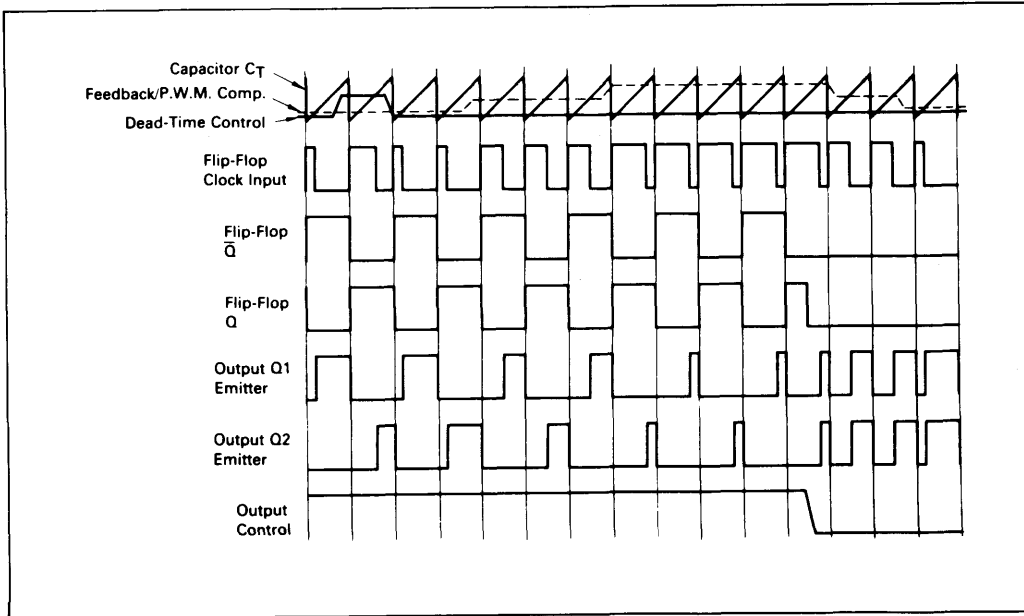 Capacitor CT
Feedback/P.W.M. Comp.
Dead-Time Control
Flip-Flop
Clock Input
Flip-Flop
Q̅
Flip-Flop
Q
Output Q1
Emitter
Output Q2
Emitter
Output
Control